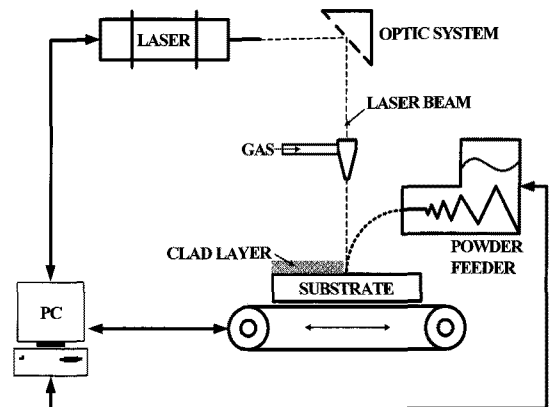 LASER
OPTIC SYSTEM
LASER BEAM
GAS
POWDER
FEEDER
CLAD LAYER
SUBSTRATE
PC